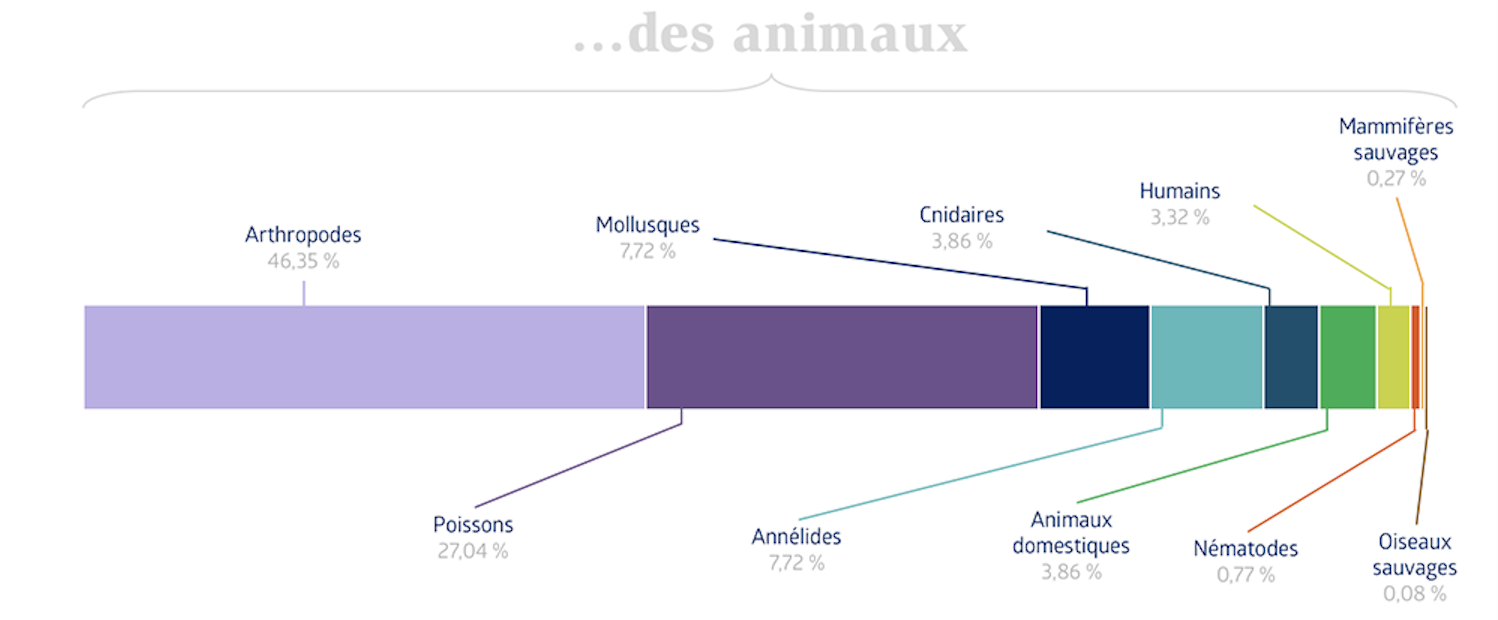 ...des animaux
Mammifères
sauvages
0,27 %
Humains
3,32 %
Cnidaires
3,86 %
Mollusques
7,72 %
Arthropodes
46,35 %
Poissons
27,04 %
Annélides
7,72 %
Animaux
domestiques
3,86 %
Nématodes
0,77 %
Oiseaux
sauvages
0,08 %